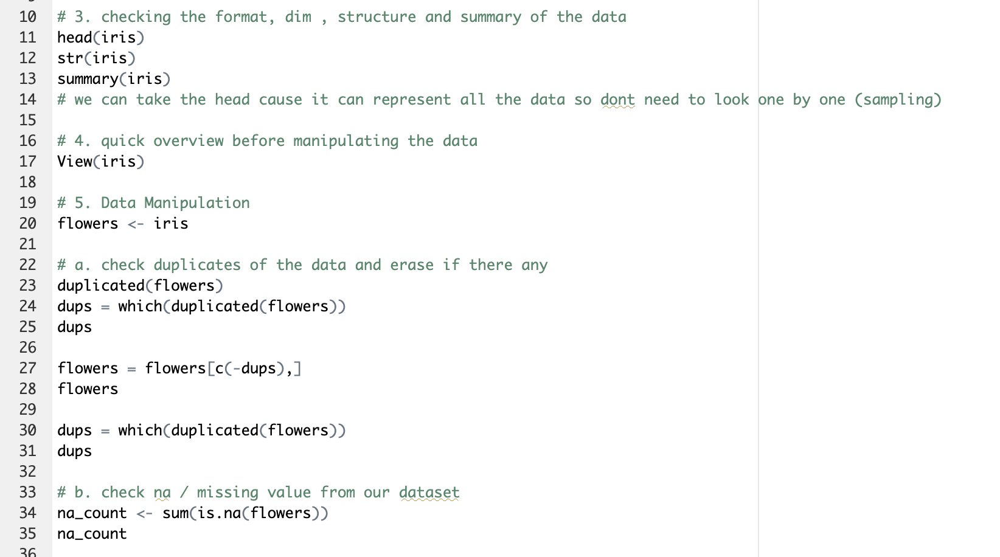 10 # 3. checking the format, dim , structure and summary of the data
11 head(iris)
12 str(iris)
13 summary(iris)
14 # we can take the head cause it can represent all the data so dont need to look one by one (sampling)
15
16 # 4. quick overview before manipulating the data
17 View(iris)
18
19 # 5. Data Manipulation
20 flowers <- iris
21
22 # a. check duplicates of the data and erase if there any
23 duplicated(flowers)
24 dups = which(duplicated(flowers))
25 dups
26
27 flowers = flowers[c(-dups),]
28 flowers
29
30 dups = which(duplicated(flowers))
31 dups
32
33 # b. check na / missing value from our dataset
34 na_count <- sum(is.na(flowers))
35 na_count
36